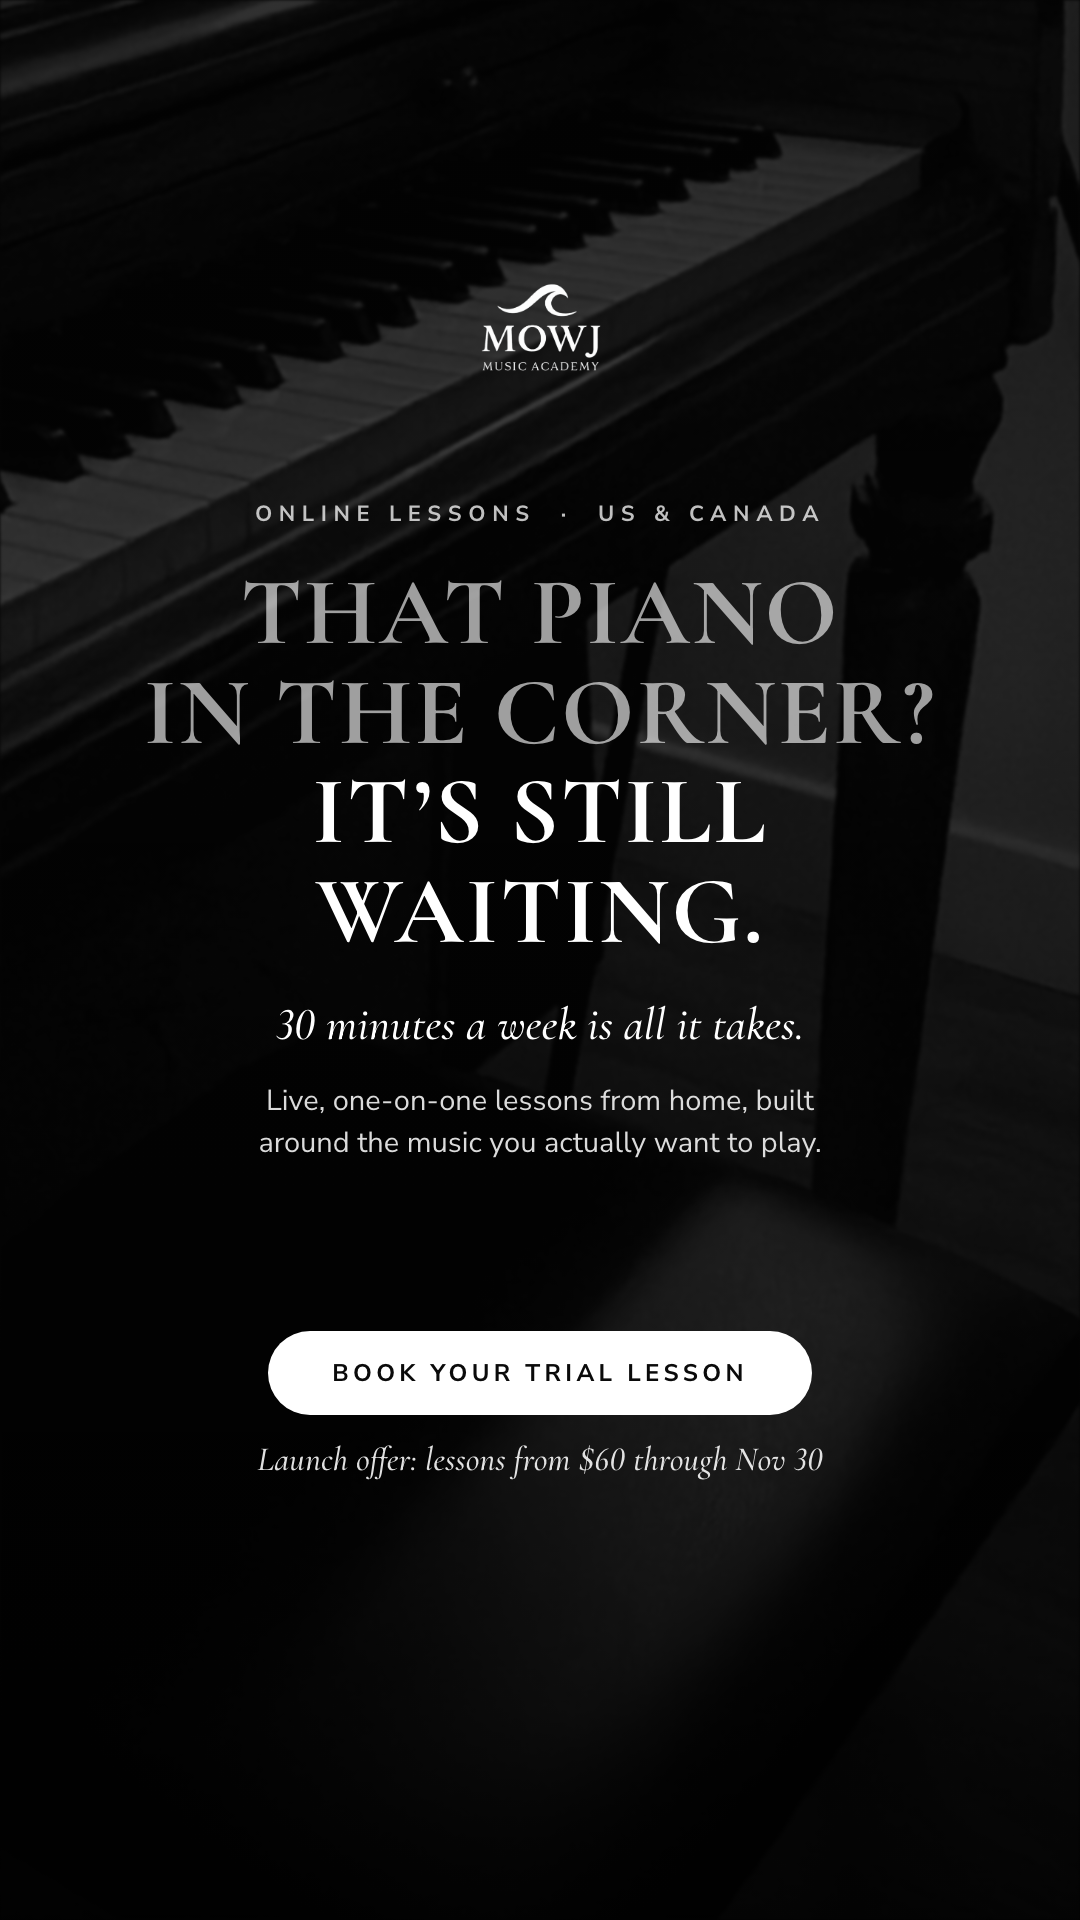 MOWJ
MUSIC ACADEMY
ONLINE LESSONS · US & CANADA
THAT PIANO
IN THE CORNER?
IT’S STILL
WAITING.
30 minutes a week is all it takes.
Live, one-on-one lessons from home, built
around the music you actually want to play.
BOOK YOUR TRIAL LESSON
Launch offer: lessons from $60 through Nov 30